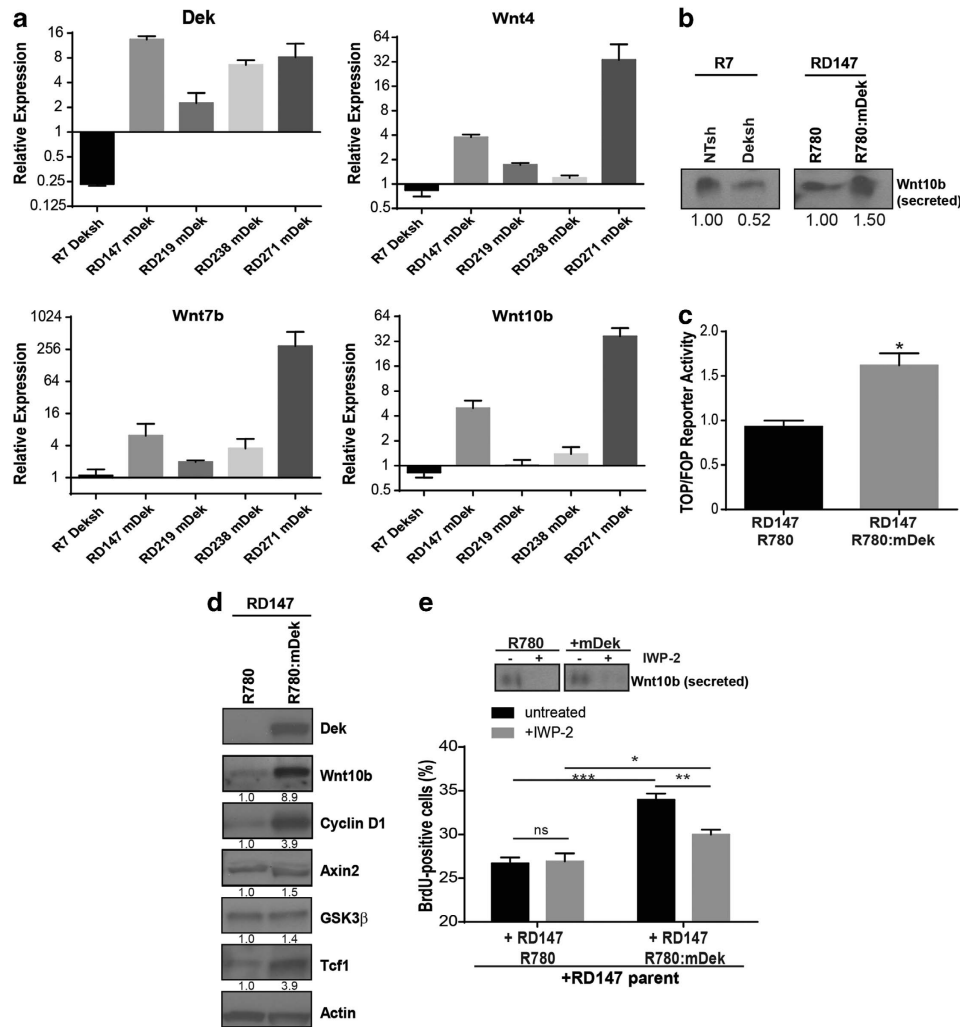 a
Dek
Relative Expression
16
8
4
2
1
0.5
0.25
0.125
R7 Deksh
RD147 mDek
RD219 mDek
RD238 mDek
RD271 mDek
Wnt4
Relative Expression
64
32
16
8
4
2
1
0.5
R7 Deksh
RD147 mDek
RD219 mDek
RD238 mDek
RD271 mDek
Wnt7b
Relative Expression
1024
256
64
16
4
1
R7 Deksh
RD147 mDek
RD219 mDek
RD238 mDek
RD271 mDek
Wnt10b
Relative Expression
64
32
16
8
4
2
1
0.5
R7 Deksh
RD147 mDek
RD219 mDek
RD238 mDek
RD271 mDek
b
R7
RD147
NTsh
Deksh
R780
R780:mDek
Wnt10b
(secreted)
1.00 0.52 1.00 1.50
c
TOP/FOP Reporter Activity
2.0
1.5
1.0
0.5
0
*
RD147
R780
RD147
R780:mDek
d
RD147
R780
R780:mDek
Dek
Wnt10b
1.0 8.9
Cyclin D1
1.0 3.9
Axin2
1.0 1.5
GSK3β
1.0 1.4
Tcf1
1.0 3.9
Actin
e
R780 +mDek
- + - + IWP-2
Wnt10b (secreted)
untreated
+IWP-2
BrdU-positive cells (%)
40
35
30
25
20
ns
***
*
**
+ RD147
R780
+ RD147
R780:mDek
+RD147 parent